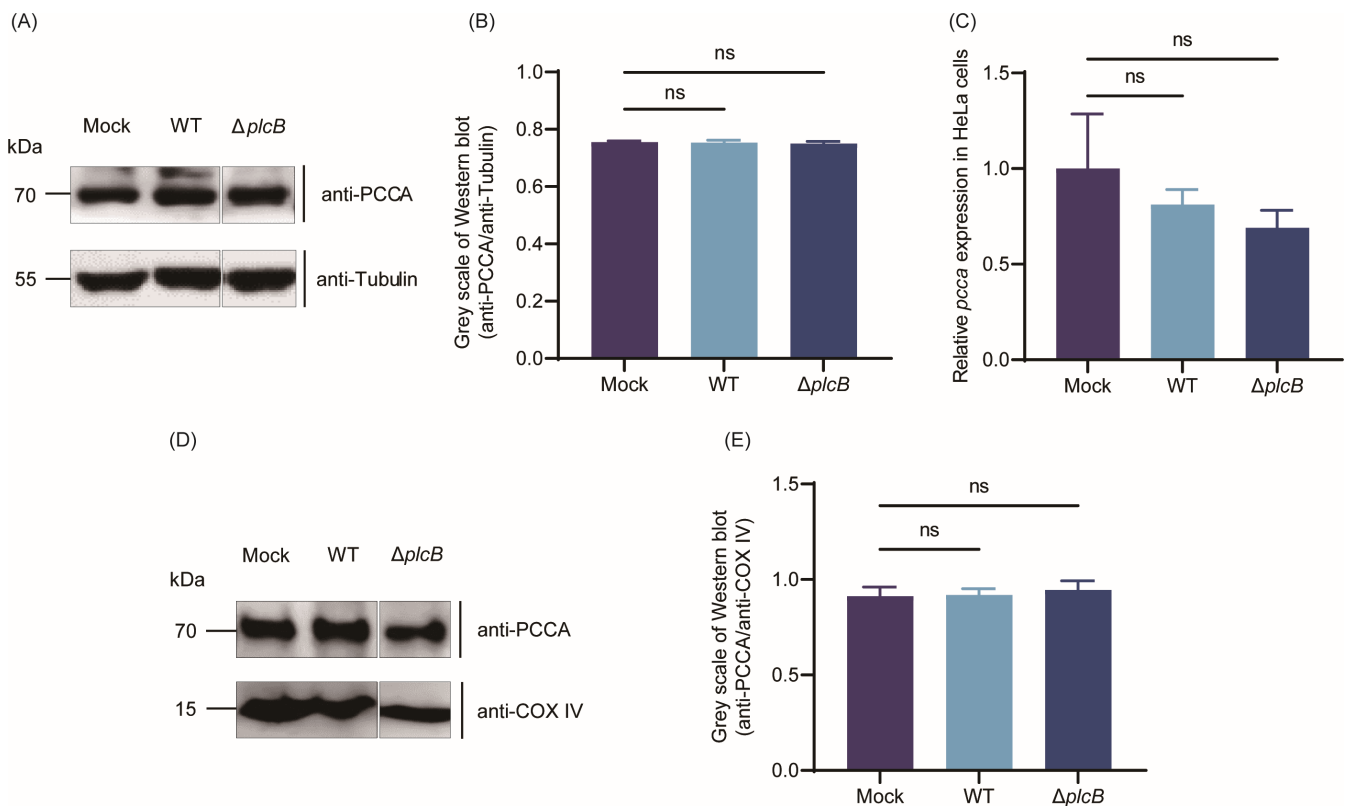 (A)
Mock WT ΔplcB
kDa
70 anti-PCCA
55 anti-Tubulin
(B)
Grey scale of Western blot
(anti-PCCA/anti-Tubulin)
1.0
0.8
0.6
0.4
0.2
0.0
ns
ns
Mock WT ΔplcB
(C)
Relative pcca expression in HeLa cells
1.5
1.0
0.5
0.0
ns
ns
Mock WT ΔplcB
(D)
Mock WT ΔplcB
kDa
70 anti-PCCA
15 anti-COX IV
(E)
Grey scale of Western blot
(anti-PCCA/anti-COX IV)
1.5
1.0
0.5
0.0
ns
ns
Mock WT ΔplcB